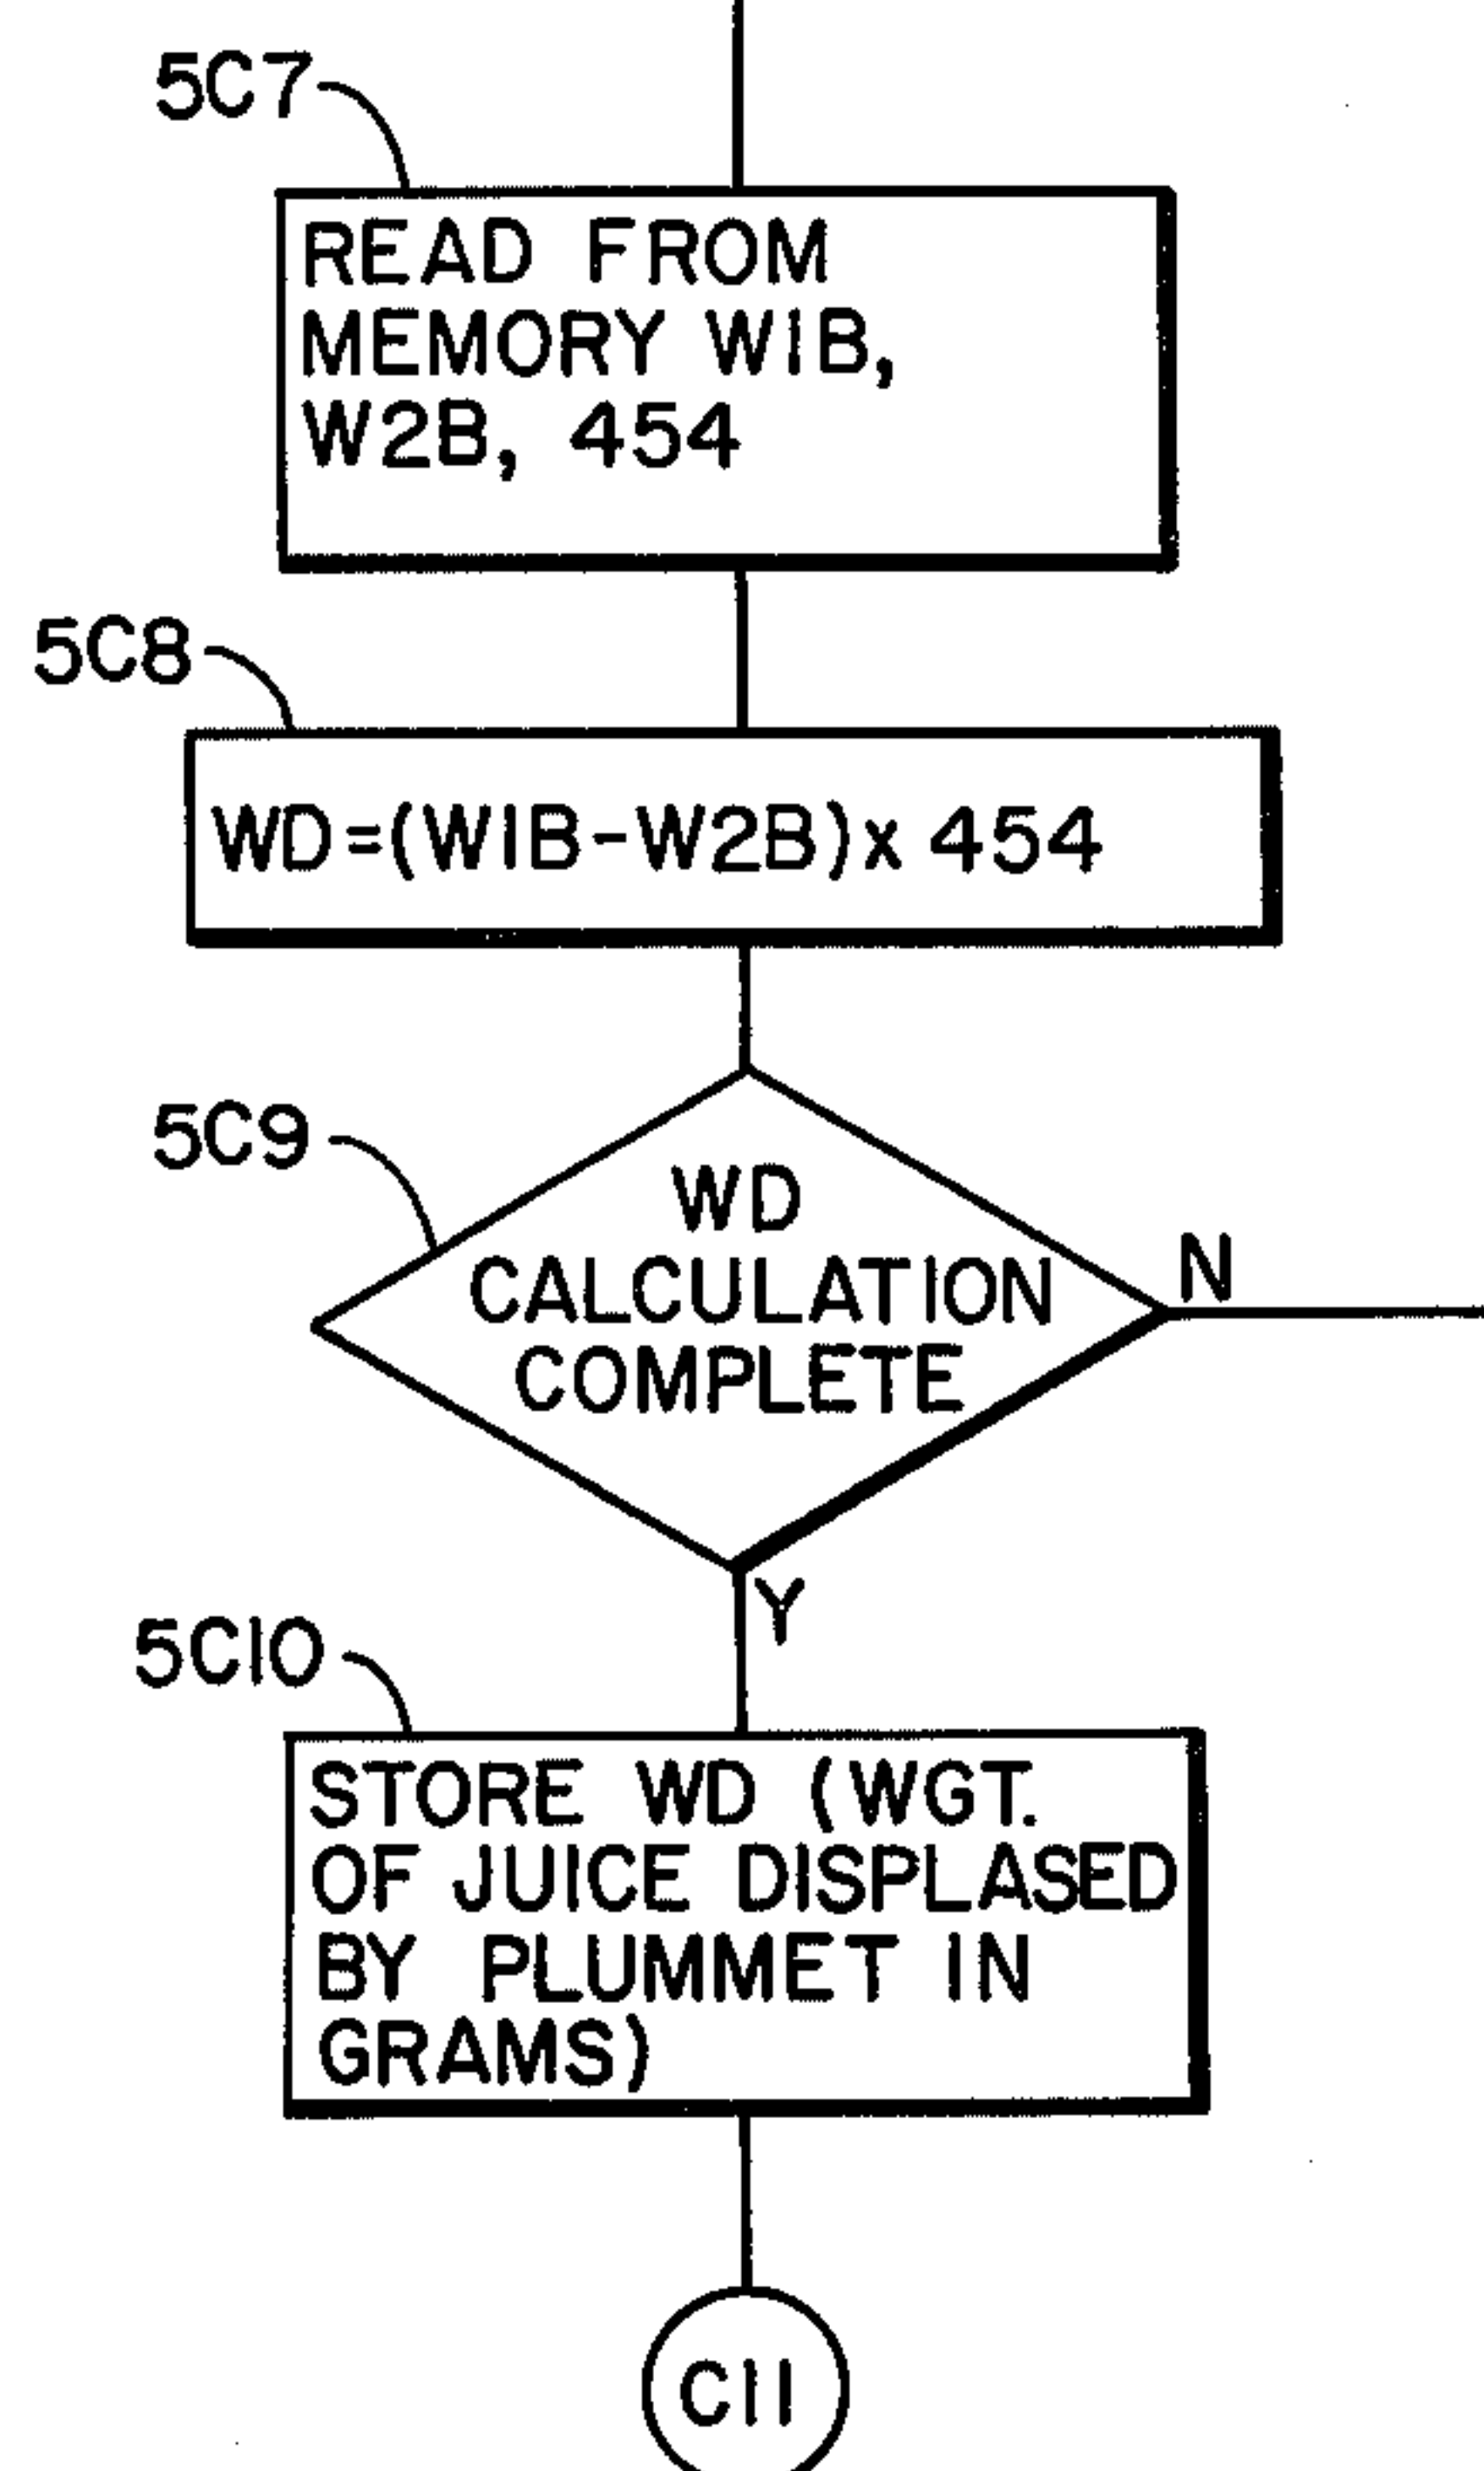 5C7
READ FROM
MEMORY W1B,
W2B, 454
5C8
WD=(W1B-W2B)x 454
5C9
WD
CALCULATION
COMPLETE
N
Y
5C10
STORE WD (WGT.
OF JUICE DISPLASED
BY PLUMMET IN
GRAMS)
C11